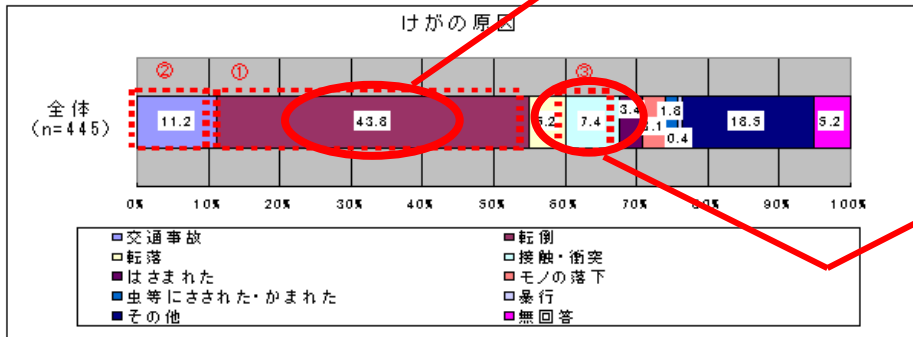 けがの原因
② ① ③
全体
(n=445)
11.2 43.8 5.2 7.4 3.4 3.1 1.8 0.4 18.5 5.2
0% 10% 20% 30% 40% 50% 60% 70% 80% 90% 100%
交通事故 転倒
転落 接触・衝突
はさまれた モノの落下
虫等にさされた・かまれた 暴行
その他 無回答